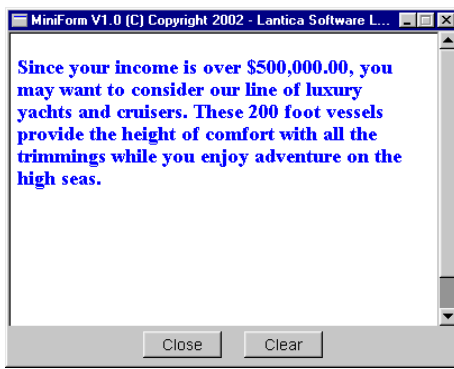 MiniForm V1.0 (C) Copyright 2002 - Lantica Software L...
Since your income is over $500,000.00, you
may want to consider our line of luxury
yachts and cruisers. These 200 foot vessels
provide the height of comfort with all the
trimmings while you enjoy adventure on the
high seas.
Close Clear